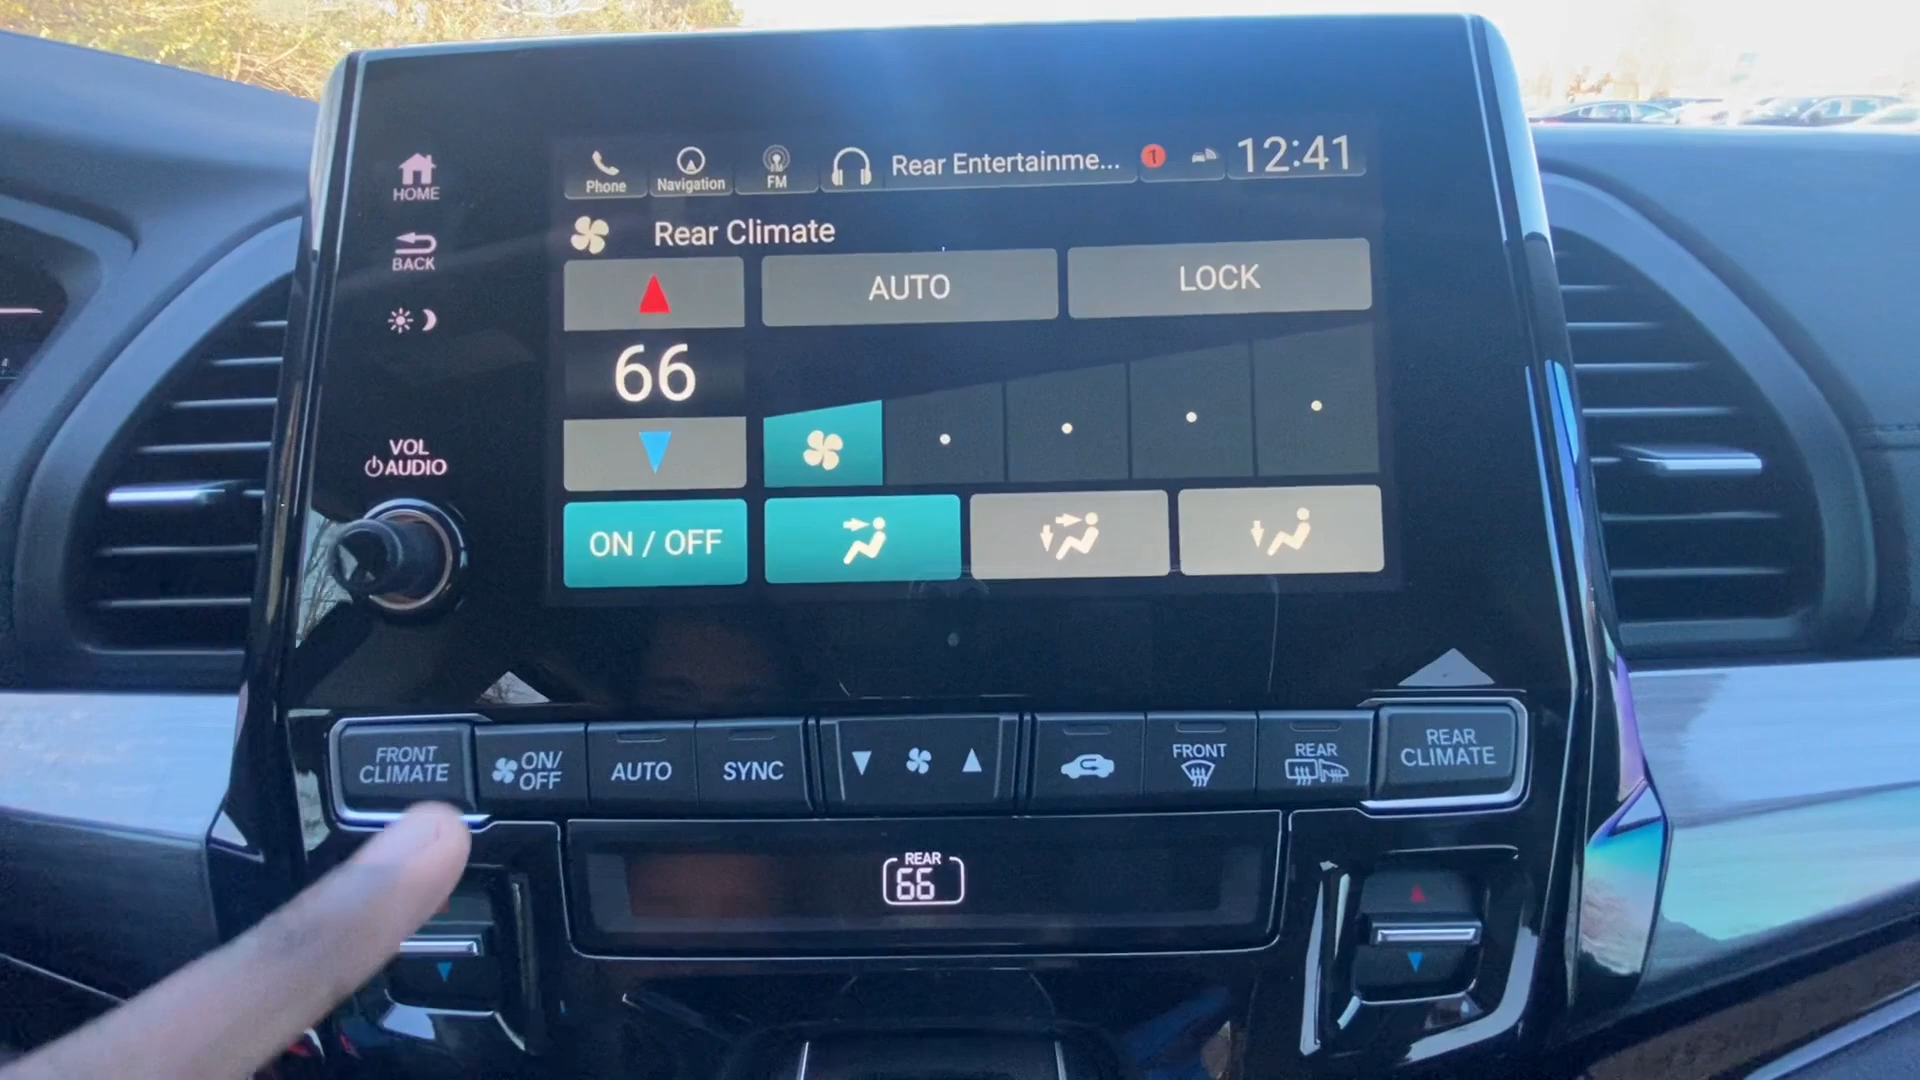 HOME
BACK
VOL
AUDIO
Phone
Navigation
FM
Rear Entertainme...
1
12:41
Rear Climate
AUTO
LOCK
66
ON / OFF
FRONT
CLIMATE
ON/
OFF
AUTO
SYNC
FRONT
REAR
REAR
CLIMATE
REAR
66